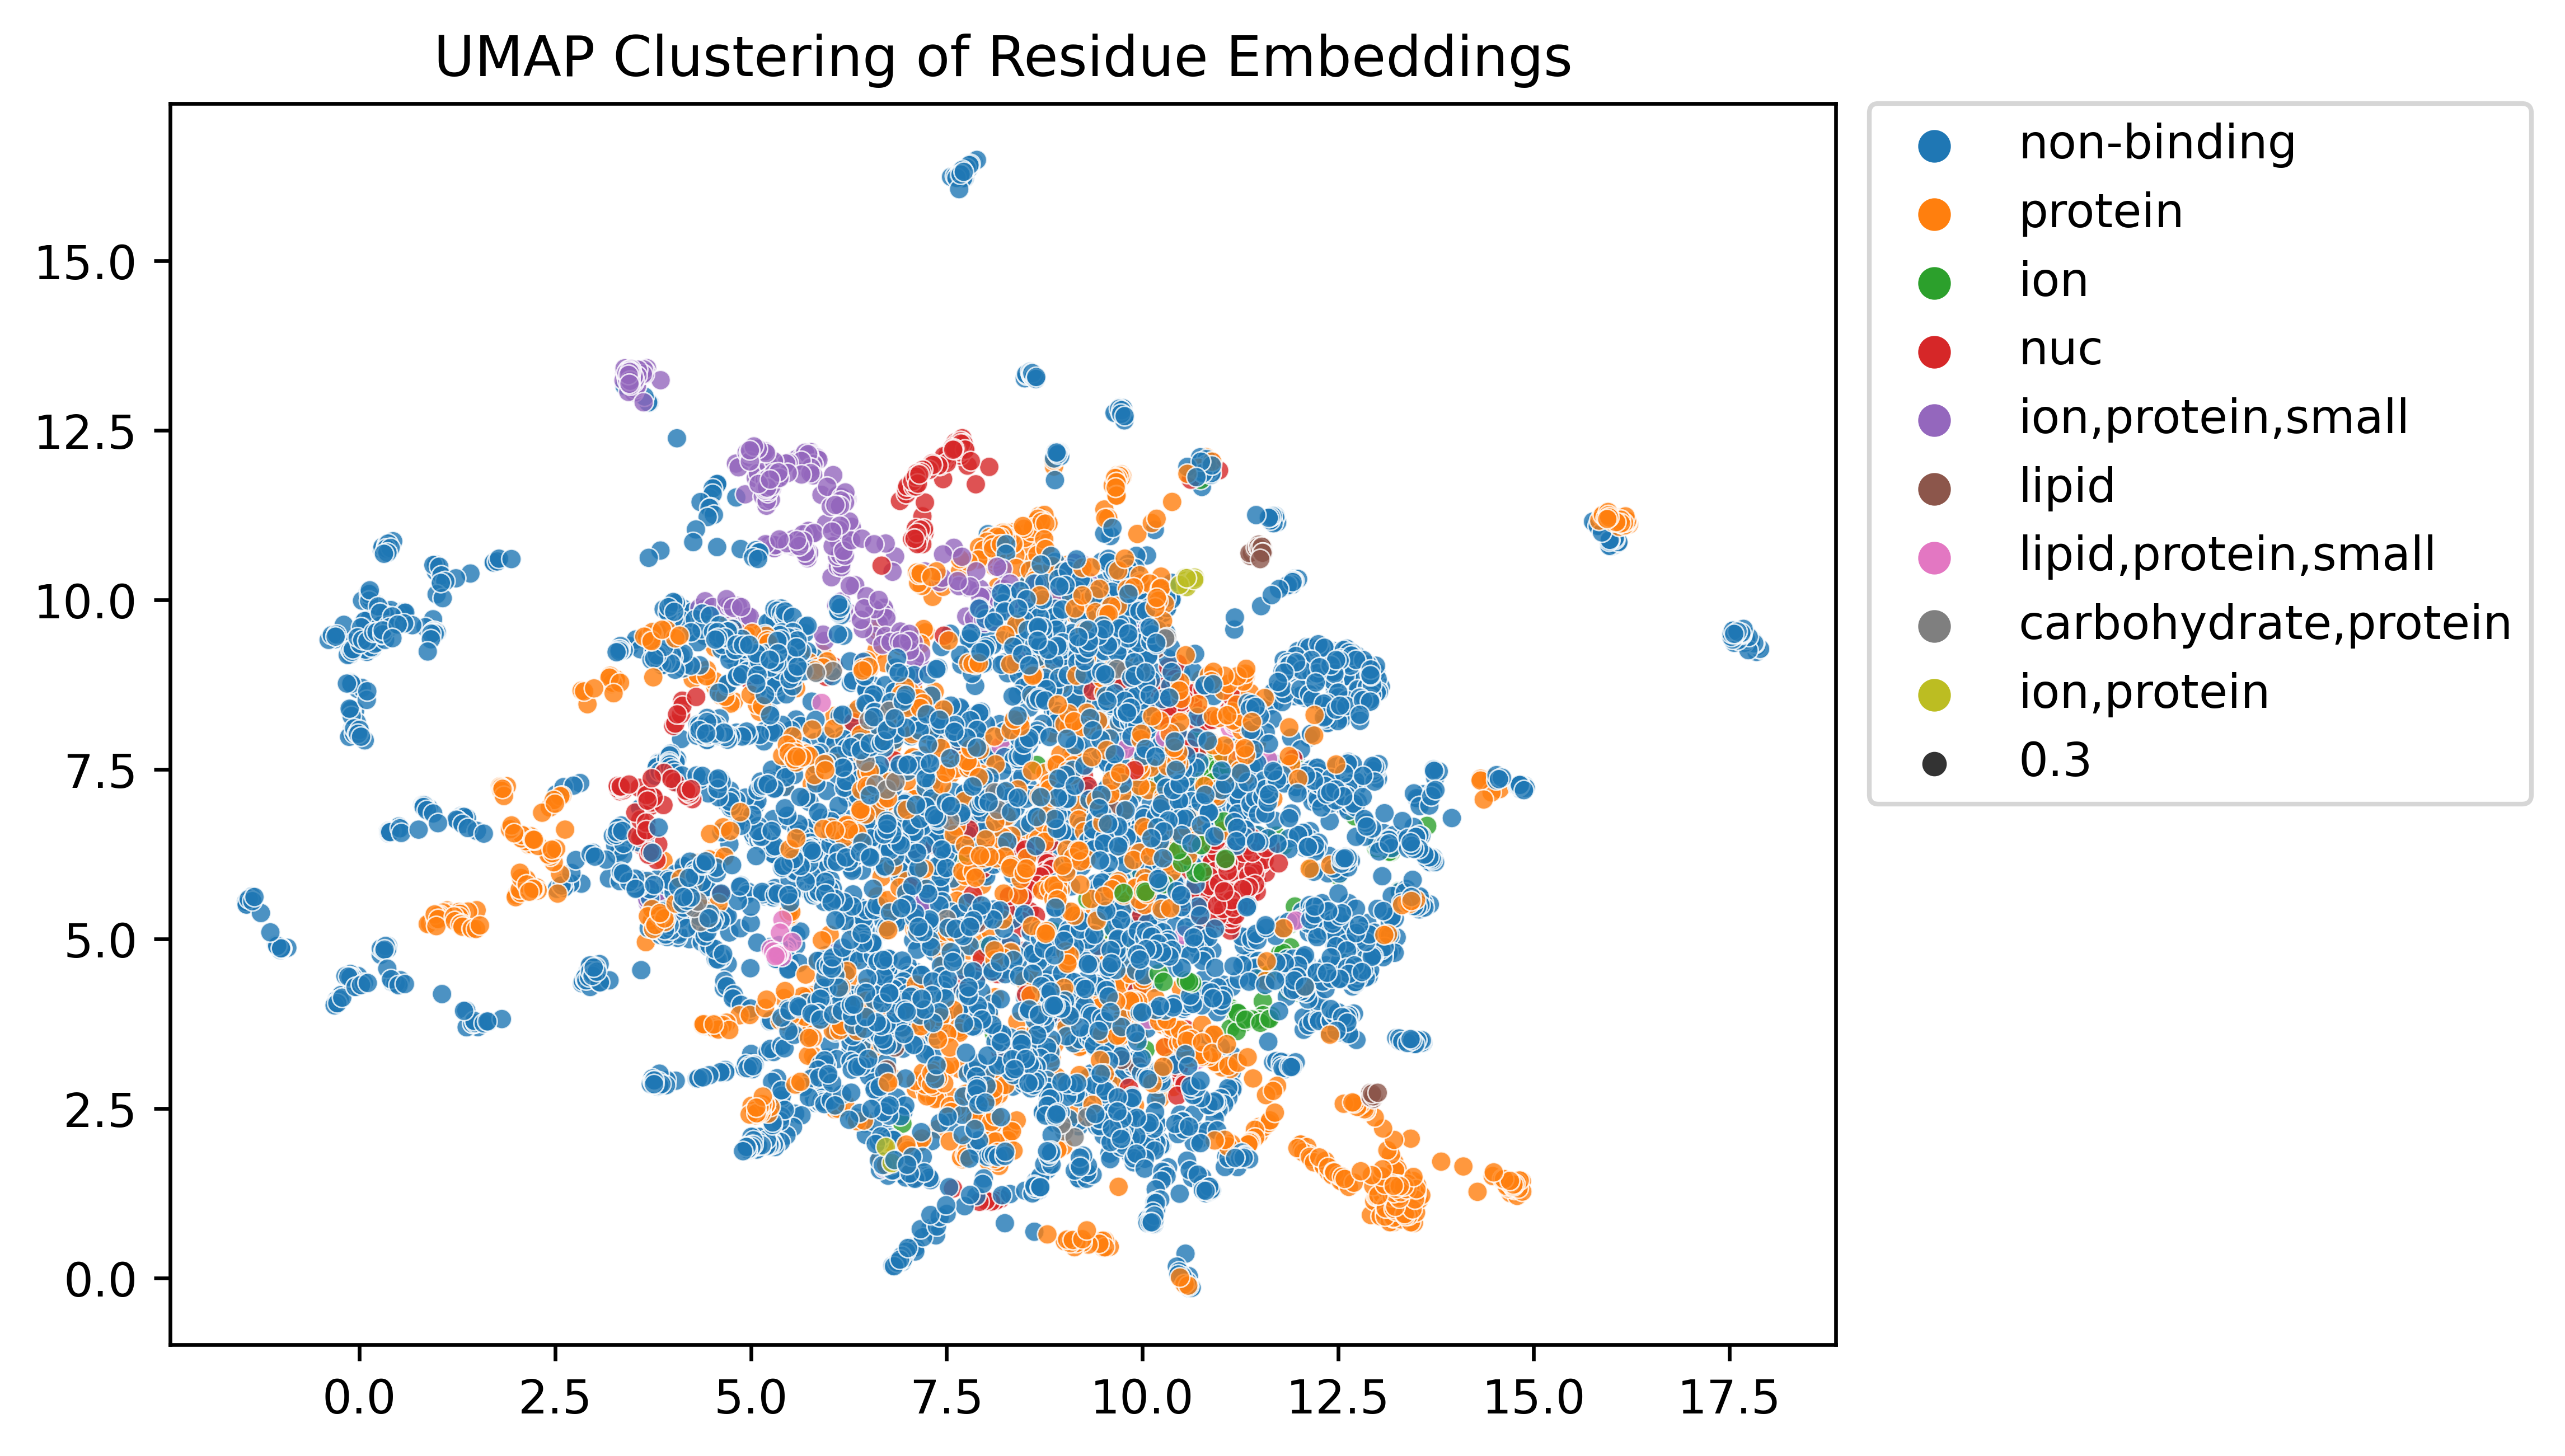 UMAP Clustering of Residue Embeddings
15.0
12.5
10.0
7.5
5.0
2.5
0.0
0.0 2.5 5.0 7.5 10.0 12.5 15.0 17.5
non-binding
protein
ion
nuc
ion,protein,small
lipid
lipid,protein,small
carbohydrate,protein
ion,protein
0.3